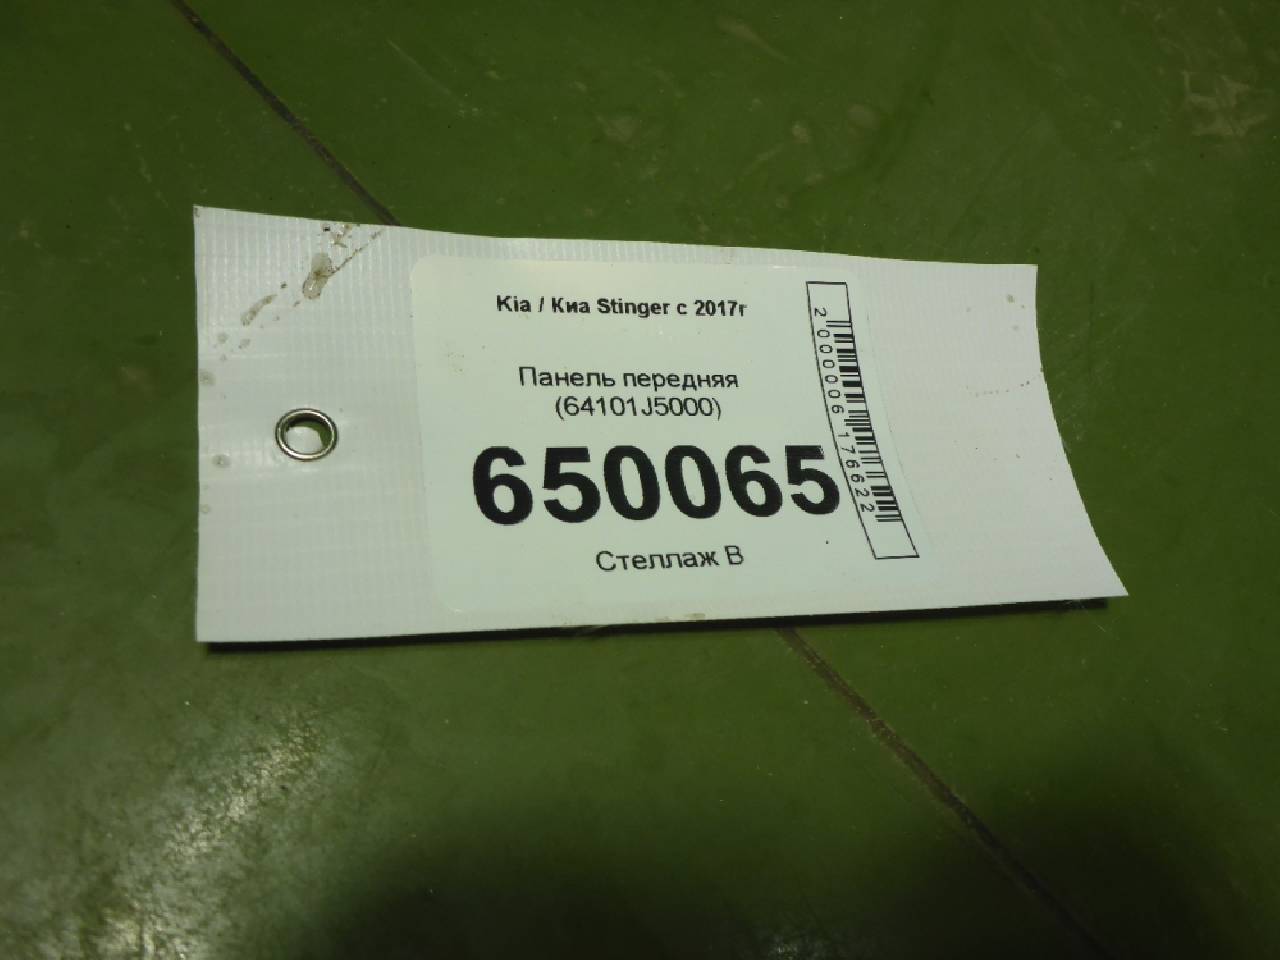 Kia / Киа Stinger с 2017г
Панель передняя
(64101J5000)
650065
Стеллаж В
2000006176622